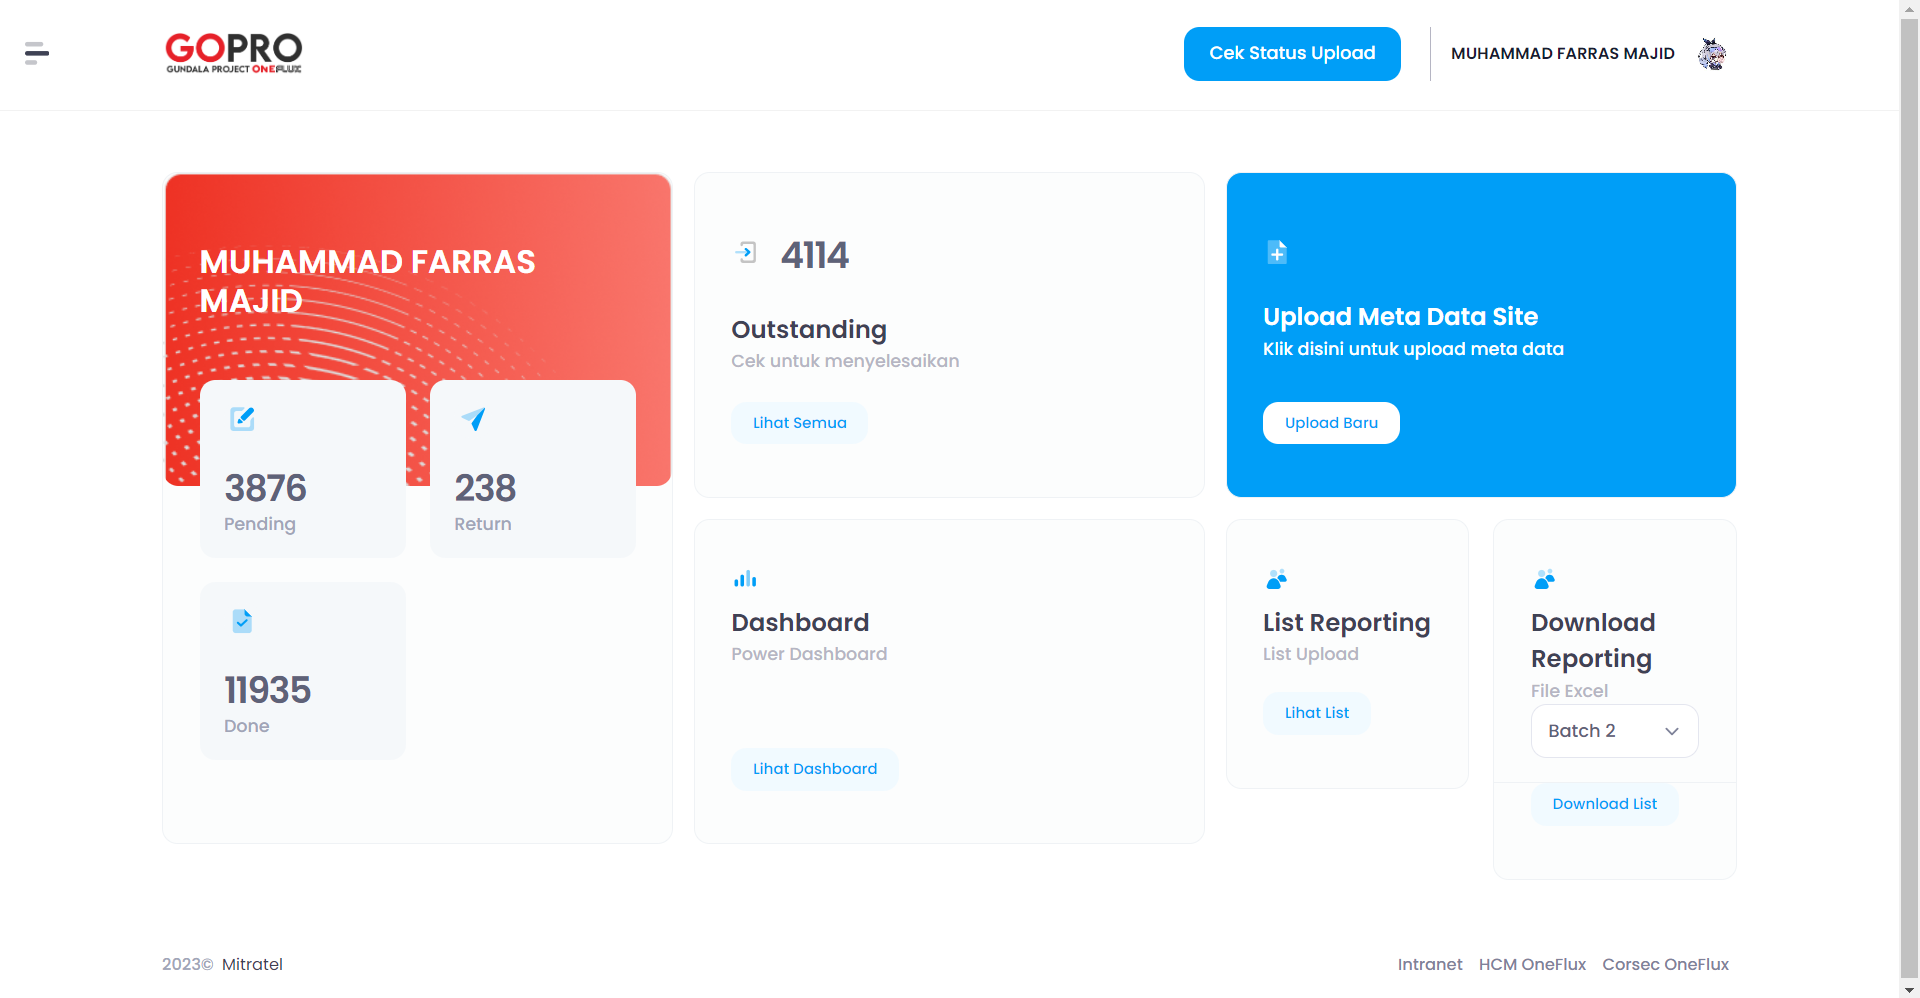 GOPRO
GUNDALA PROJECT ONEFLUX
Cek Status Upload
MUHAMMAD FARRAS MAJID
MUHAMMAD FARRAS
MAJID
3876
Pending
238
Return
11935
Done
4114
Outstanding
Cek untuk menyelesaikan
Lihat Semua
Upload Meta Data Site
Klik disini untuk upload meta data
Upload Baru
Dashboard
Power Dashboard
Lihat Dashboard
List Reporting
List Upload
Lihat List
Download
Reporting
File Excel
Batch 2
Download List
2023© Mitratel
Intranet HCM OneFlux Corsec OneFlux